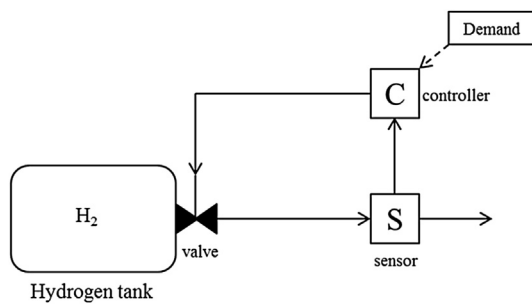 Demand
C
controller
H₂
S
valve
sensor
Hydrogen tank